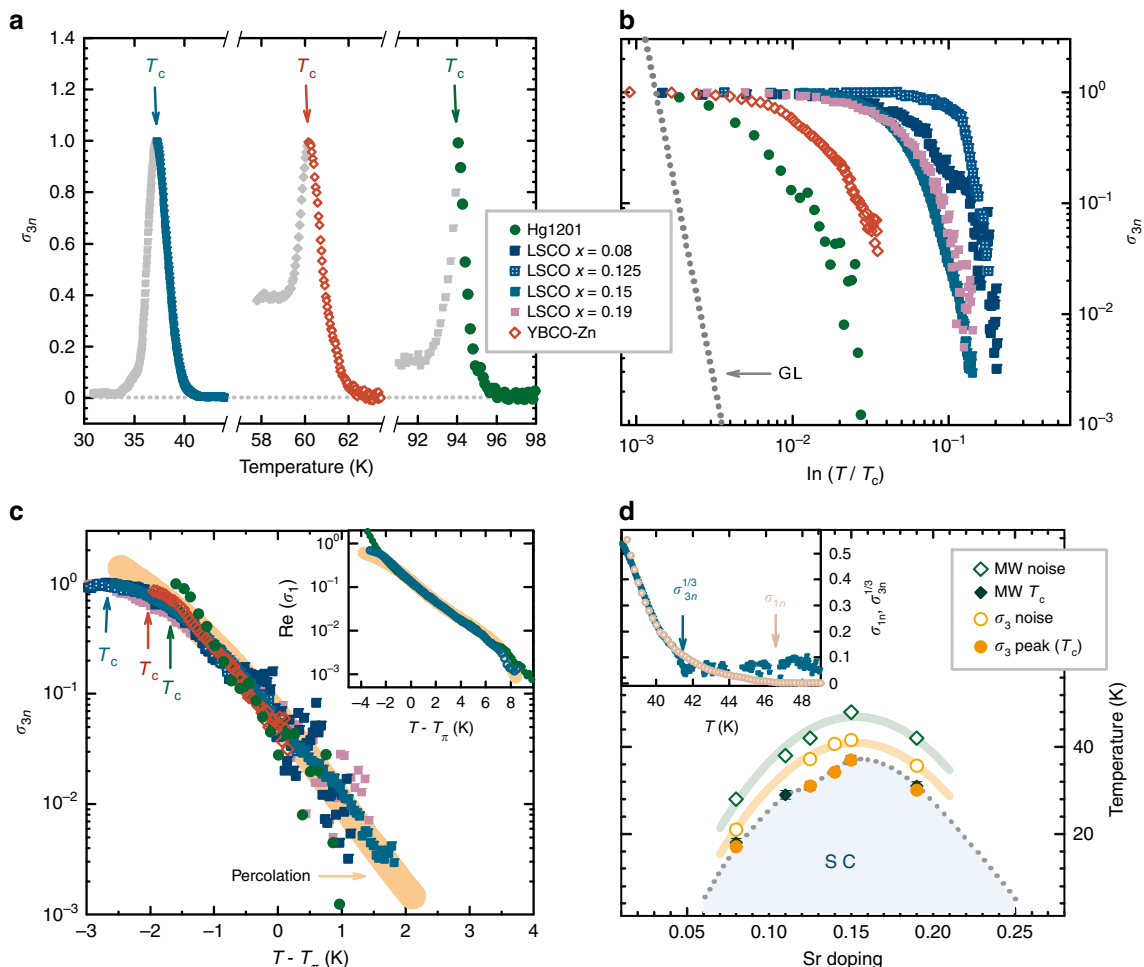 a
σ3n
1.4
1.2
1.0
0.8
0.6
0.4
0.2
0
Tc
Tc
Tc
30 40 58 60 62 92 94 96 98
Temperature (K)
Hg1201
LSCO x = 0.08
LSCO x = 0.125
LSCO x = 0.15
LSCO x = 0.19
YBCO-Zn
b
10^0
10^−1
10^−2
10^−3
σ3n
GL
10^−3 10^−2 10^−1
ln (T / Tc)
c
σ3n
10^0
10^−1
10^−2
10^−3
Tc
Tc
Tc
Percolation
−3 −2 −1 0 1 2 3 4
T - Tπ (K)
Re (σ1)
10^0
10^−1
10^−2
10^−3
−4 −2 0 2 4 6 8
T - Tπ (K)
d
σ3n^1/3
σ1n
0.5
0.4
0.3
0.2
0.1
0
σ1n, σ3n^1/3
40 42 44 46 48
T (K)
MW noise
MW Tc
σ3 noise
σ3 peak (Tc)
40
20
Temperature (K)
S C
0.05 0.10 0.15 0.20 0.25
Sr doping